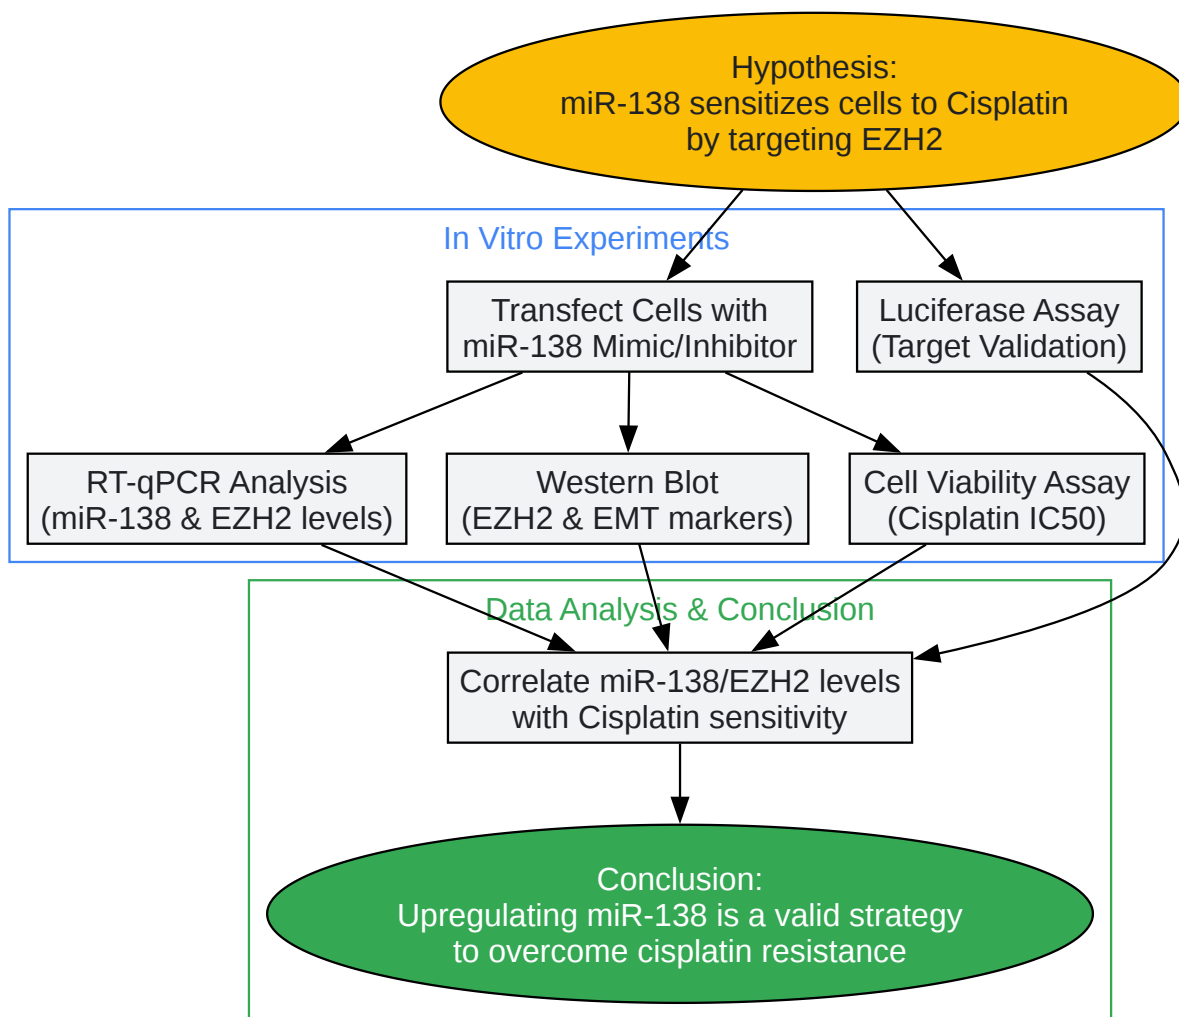 Hypothesis:
miR-138 sensitizes cells to Cisplatin
by targeting EZH2
In Vitro Experiments
Transfect Cells with
miR-138 Mimic/Inhibitor
Luciferase Assay
(Target Validation)
RT-qPCR Analysis
(miR-138 & EZH2 levels)
Western Blot
(EZH2 & EMT markers)
Cell Viability Assay
(Cisplatin IC50)
Data Analysis & Conclusion
Correlate miR-138/EZH2 levels
with Cisplatin sensitivity
Conclusion:
Upregulating miR-138 is a valid strategy
to overcome cisplatin resistance